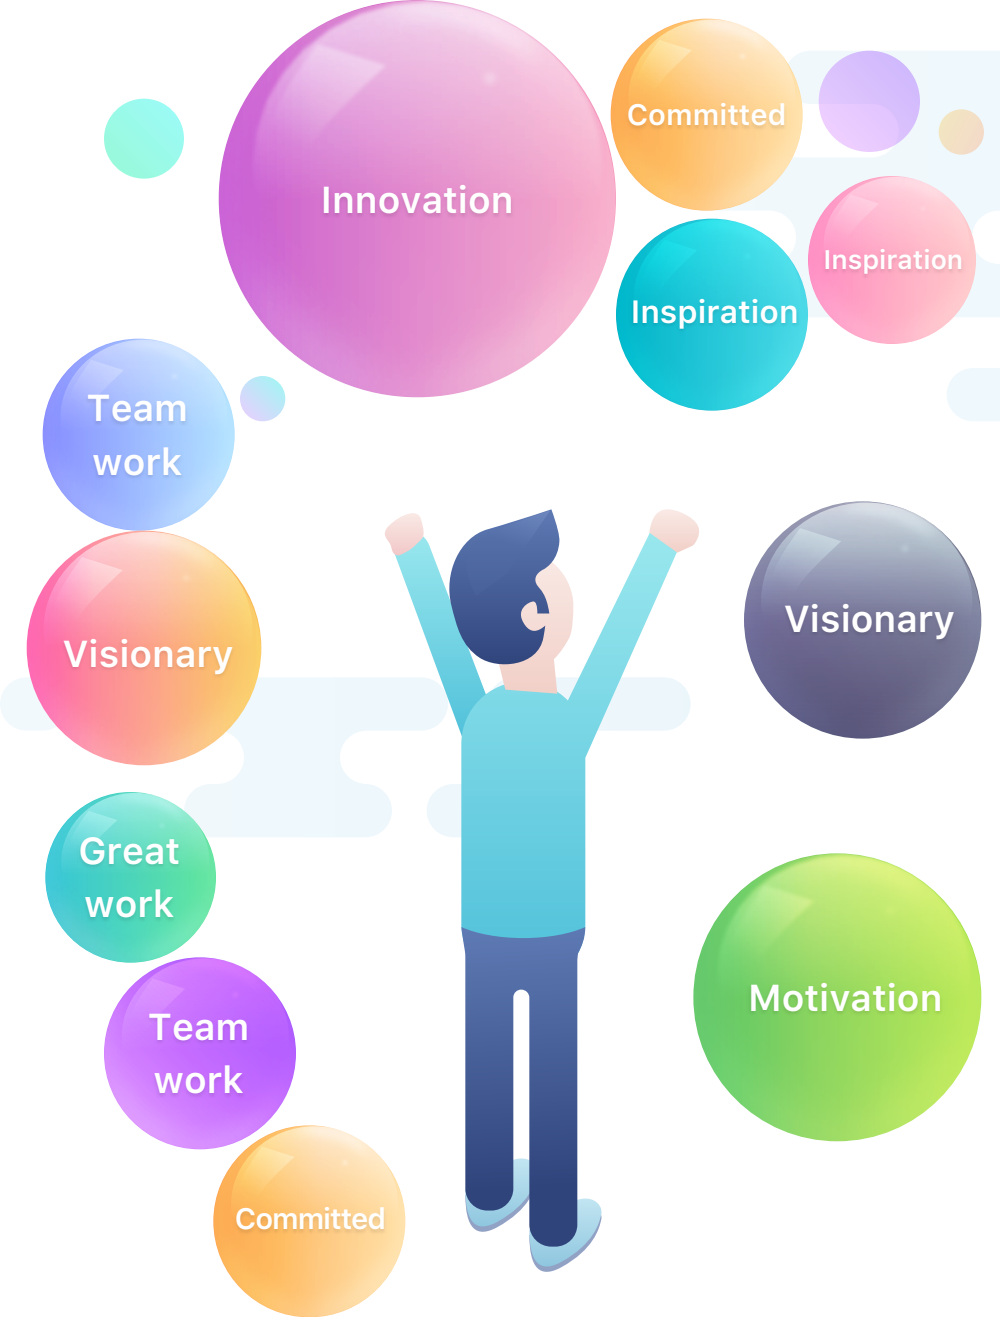 Innovation
Committed
Inspiration
Inspiration
Team
work
Visionary
Visionary
Great
work
Motivation
Team
work
Committed